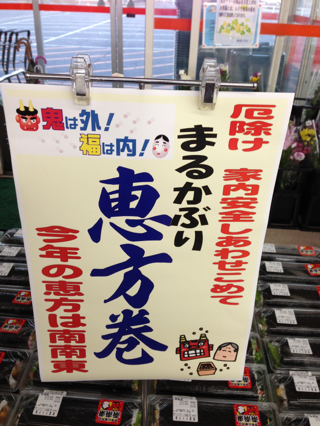 鬼は外!
福は内!
厄除け 家内安全しあわせこめて
まるかぶり
恵方巻
今年の恵方は南南東